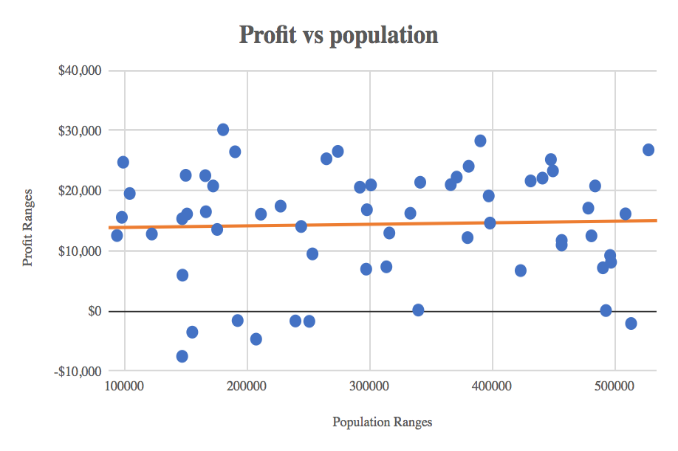 Profit vs population
$40,000
$30,000
$20,000
$10,000
$0
-$10,000
Profit Ranges
100000 200000 300000 400000 500000
Population Ranges